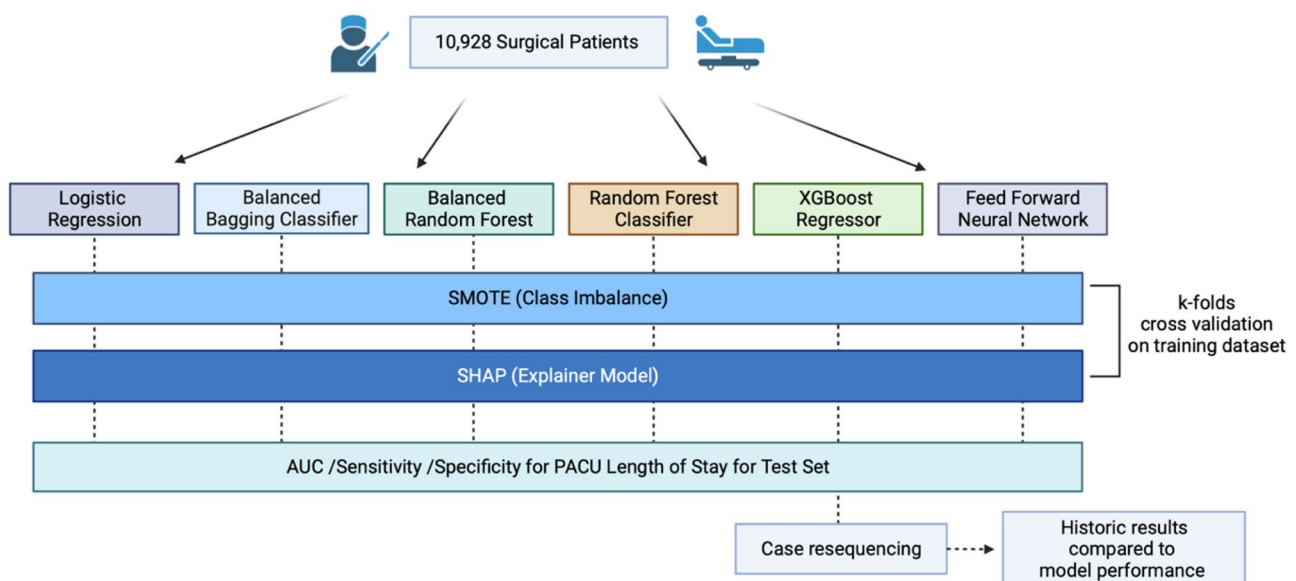 10,928 Surgical Patients
Logistic
Regression
Balanced
Bagging Classifier
Balanced
Random Forest
Random Forest
Classifier
XGBoost
Regressor
Feed Forward
Neural Network
SMOTE (Class Imbalance)
k-folds
cross validation
on training dataset
SHAP (Explainer Model)
AUC /Sensitivity /Specificity for PACU Length of Stay for Test Set
Case resequencing
Historic results
compared to
model performance